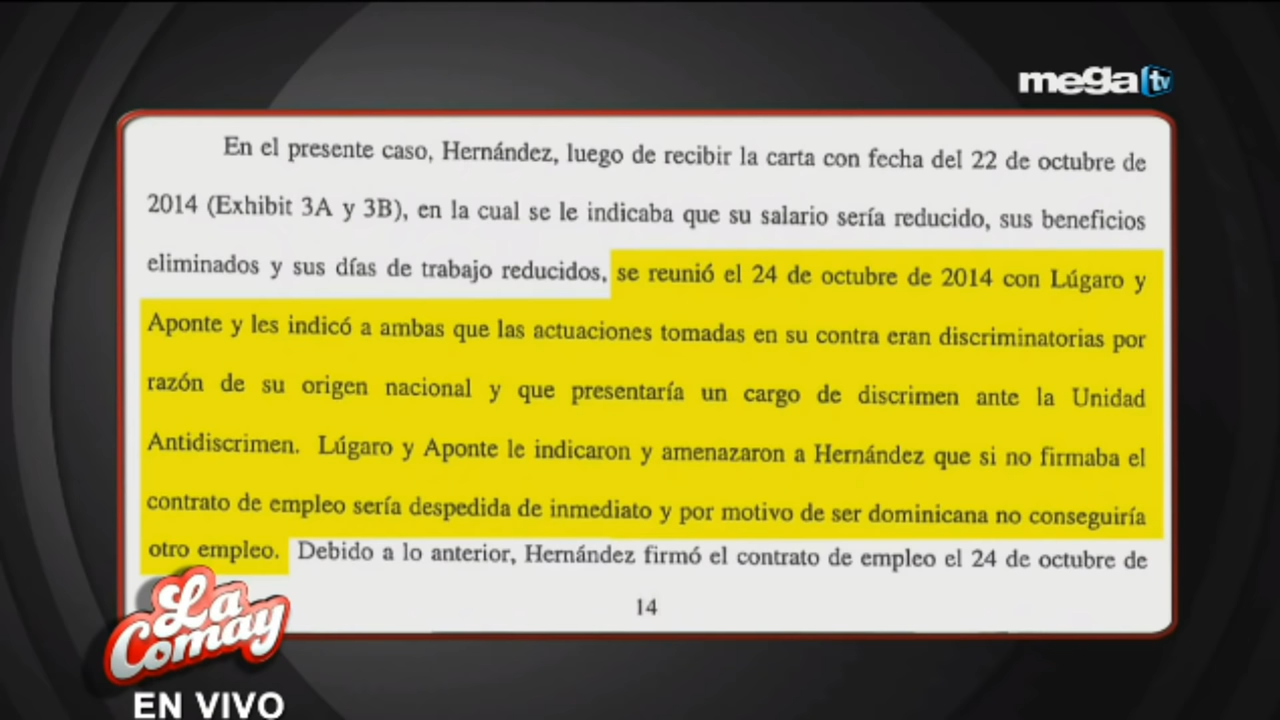 mega tv
En el presente caso, Hernández, luego de recibir la carta con fecha del 22 de octubre de
2014 (Exhibit 3A y 3B), en la cual se le indicaba que su salario sería reducido, sus beneficios
eliminados y sus días de trabajo reducidos, se reunió el 24 de octubre de 2014 con Lúgaro y
Aponte y les indicó a ambas que las actuaciones tomadas en su contra eran discriminatorias por
razón de su origen nacional y que presentaría un cargo de discrimen ante la Unidad
Antidiscrimen. Lúgaro y Aponte le indicaron y amenazaron a Hernández que si no firmaba el
contrato de empleo sería despedida de inmediato y por motivo de ser dominicana no conseguiría
otro empleo. Debido a lo anterior, Hernández firmó el contrato de empleo el 24 de octubre de
14
La
Comay
EN VIVO